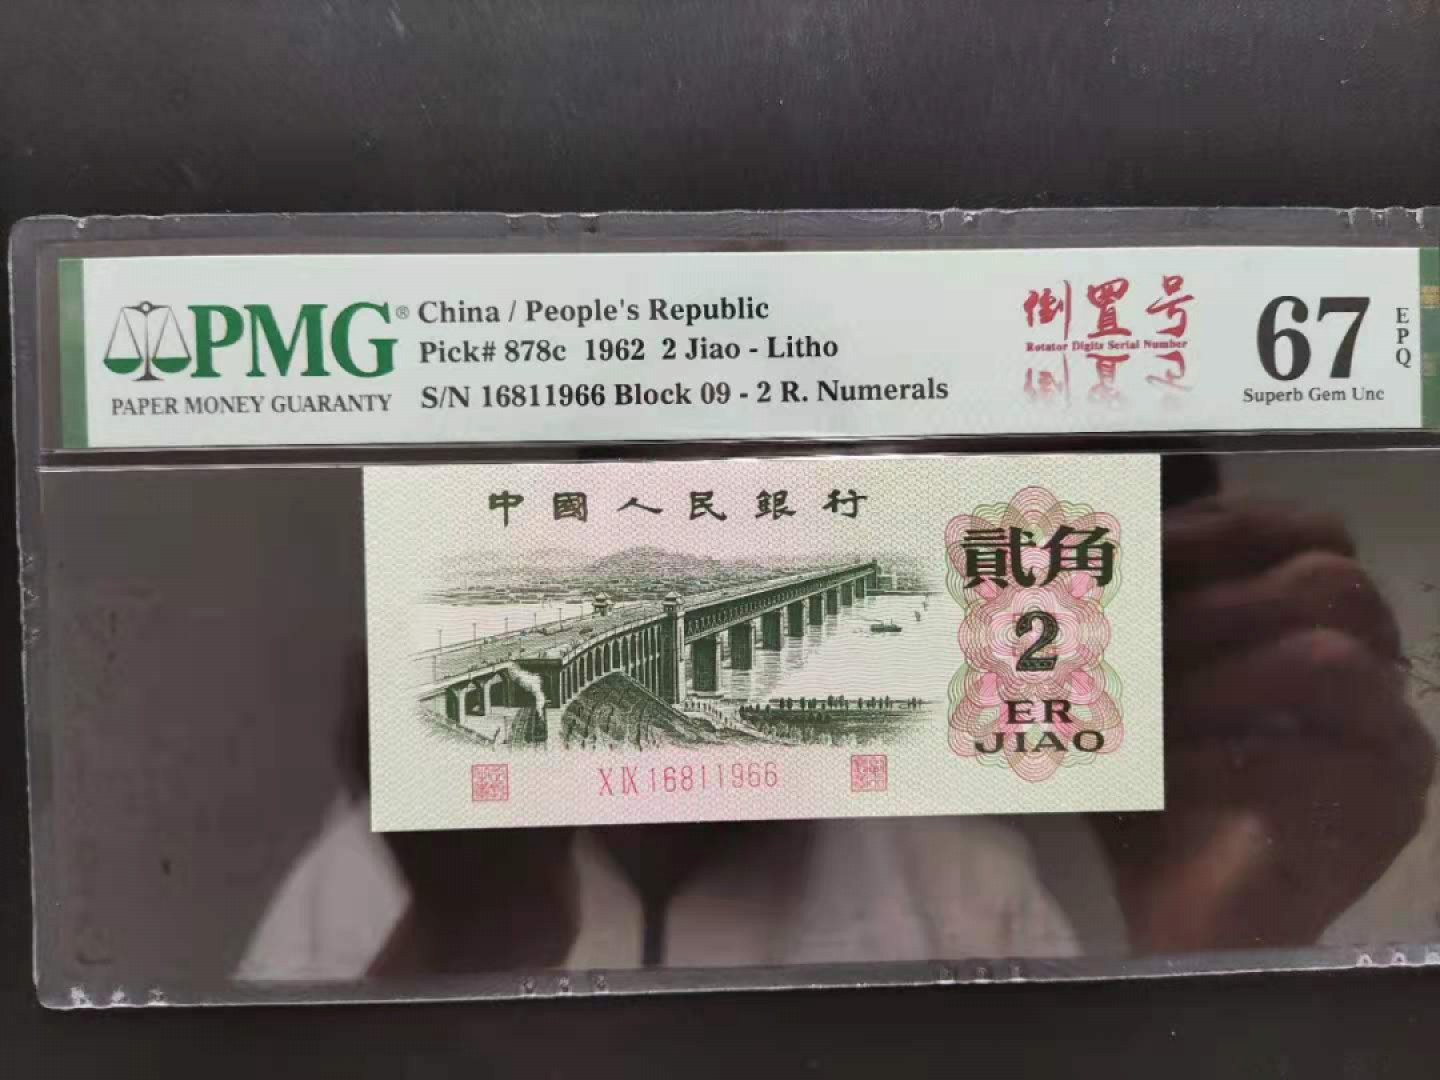 PMG®
PAPER MONEY GUARANTY
China / People's Republic
Pick# 878c 1962 2 Jiao - Litho
S/N 16811966 Block 09 - 2 R. Numerals
倒置号
Rotator Digits Serial Number
67
EPQ
Superb Gem Unc
中國人民銀行
貳角
2
ER
JIAO
X IX 16811966